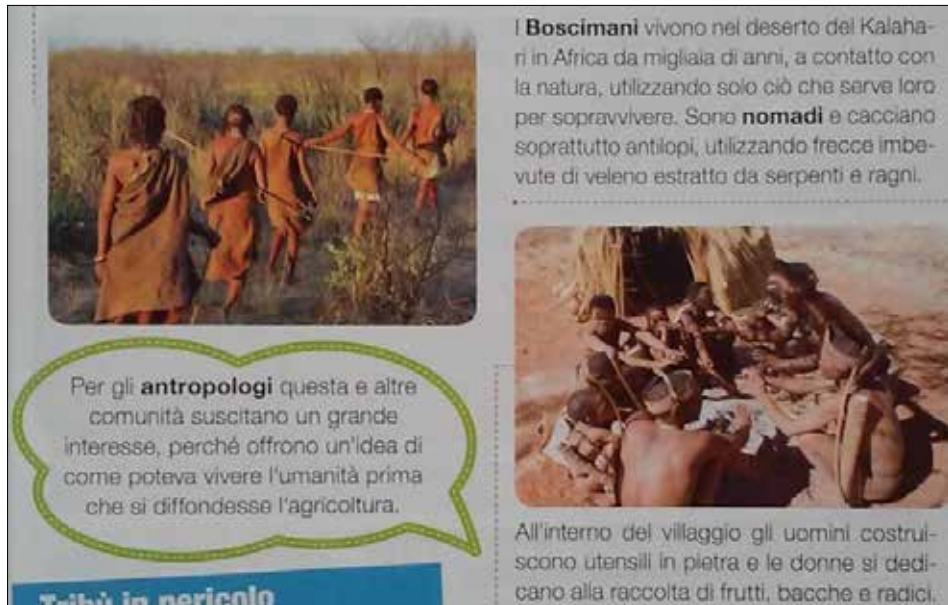 I Boscimani vivono nel deserto del Kalaha-
ri in Africa da migliaia di anni, a contatto con
la natura, utilizzando solo ciò che serve loro
per sopravvivere. Sono nomadi e cacciano
soprattutto antilopi, utilizzando frecce imbe-
vute di veleno estratto da serpenti e ragni.
Per gli antropologi questa e altre
comunità suscitano un grande
interesse, perché offrono un'idea di
come poteva vivere l'umanità prima
che si diffondesse l'agricoltura.
All'interno del villaggio gli uomini costrui-
scono utensili in pietra e le donne si dedi-
cano alla raccolta di frutti, bacche e radici.
Tribù in pericolo